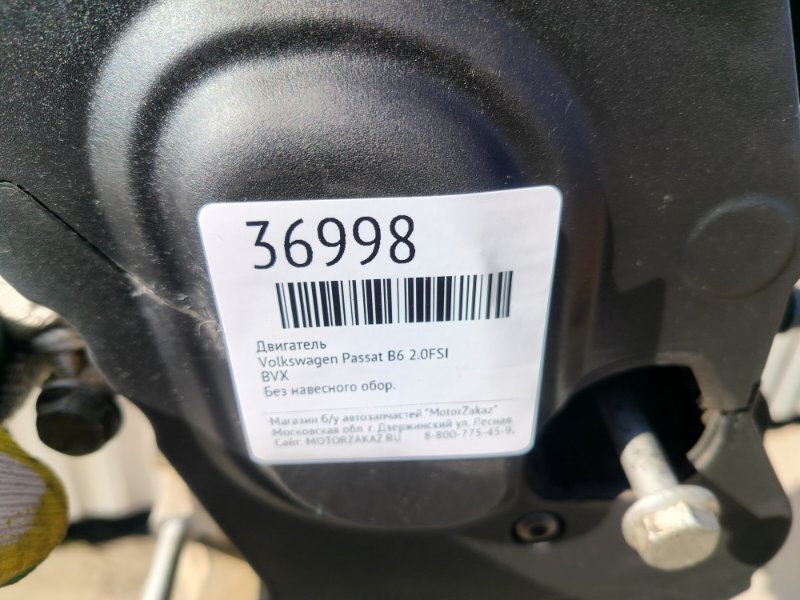 36998
Двигатель
Volkswagen Passat B6 2.0FSI
BVX
Без навесного обор.
Магазин б/у автозапчастей "MotorZakaz"
Московская обл. г. Дзержинский ул. Лесная
Сайт: MOTORZAKAZ.RU 8-800-775-45-9.